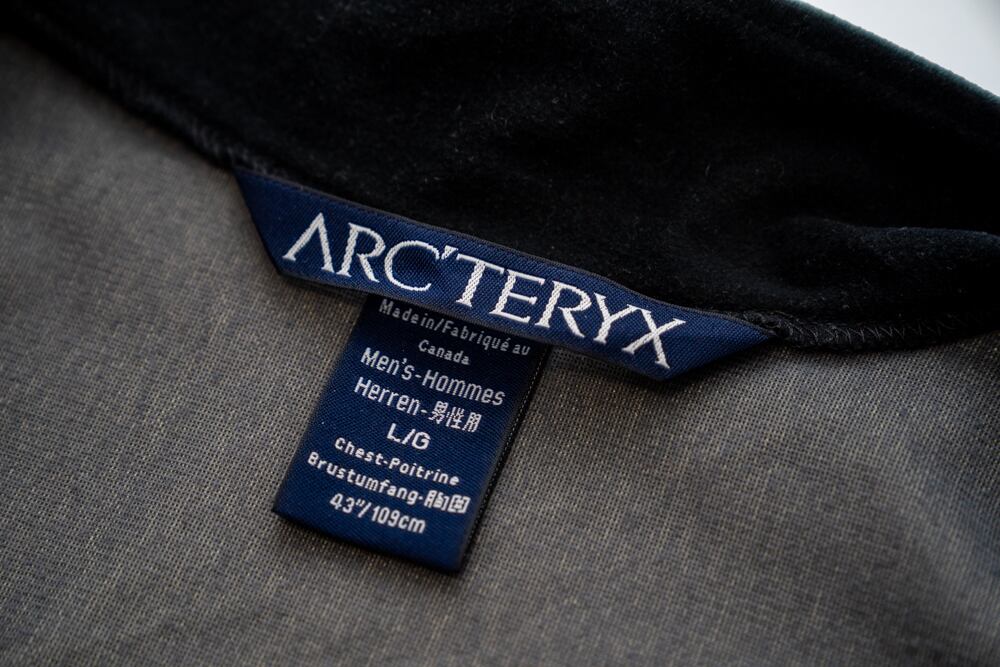 ARC'TERYX
Made in/Fabriqué au
Canada
Men's-Hommes
Herren-男性用
L/G
Chest-Poitrine
Brustumfang-胸囲
43"/109cm